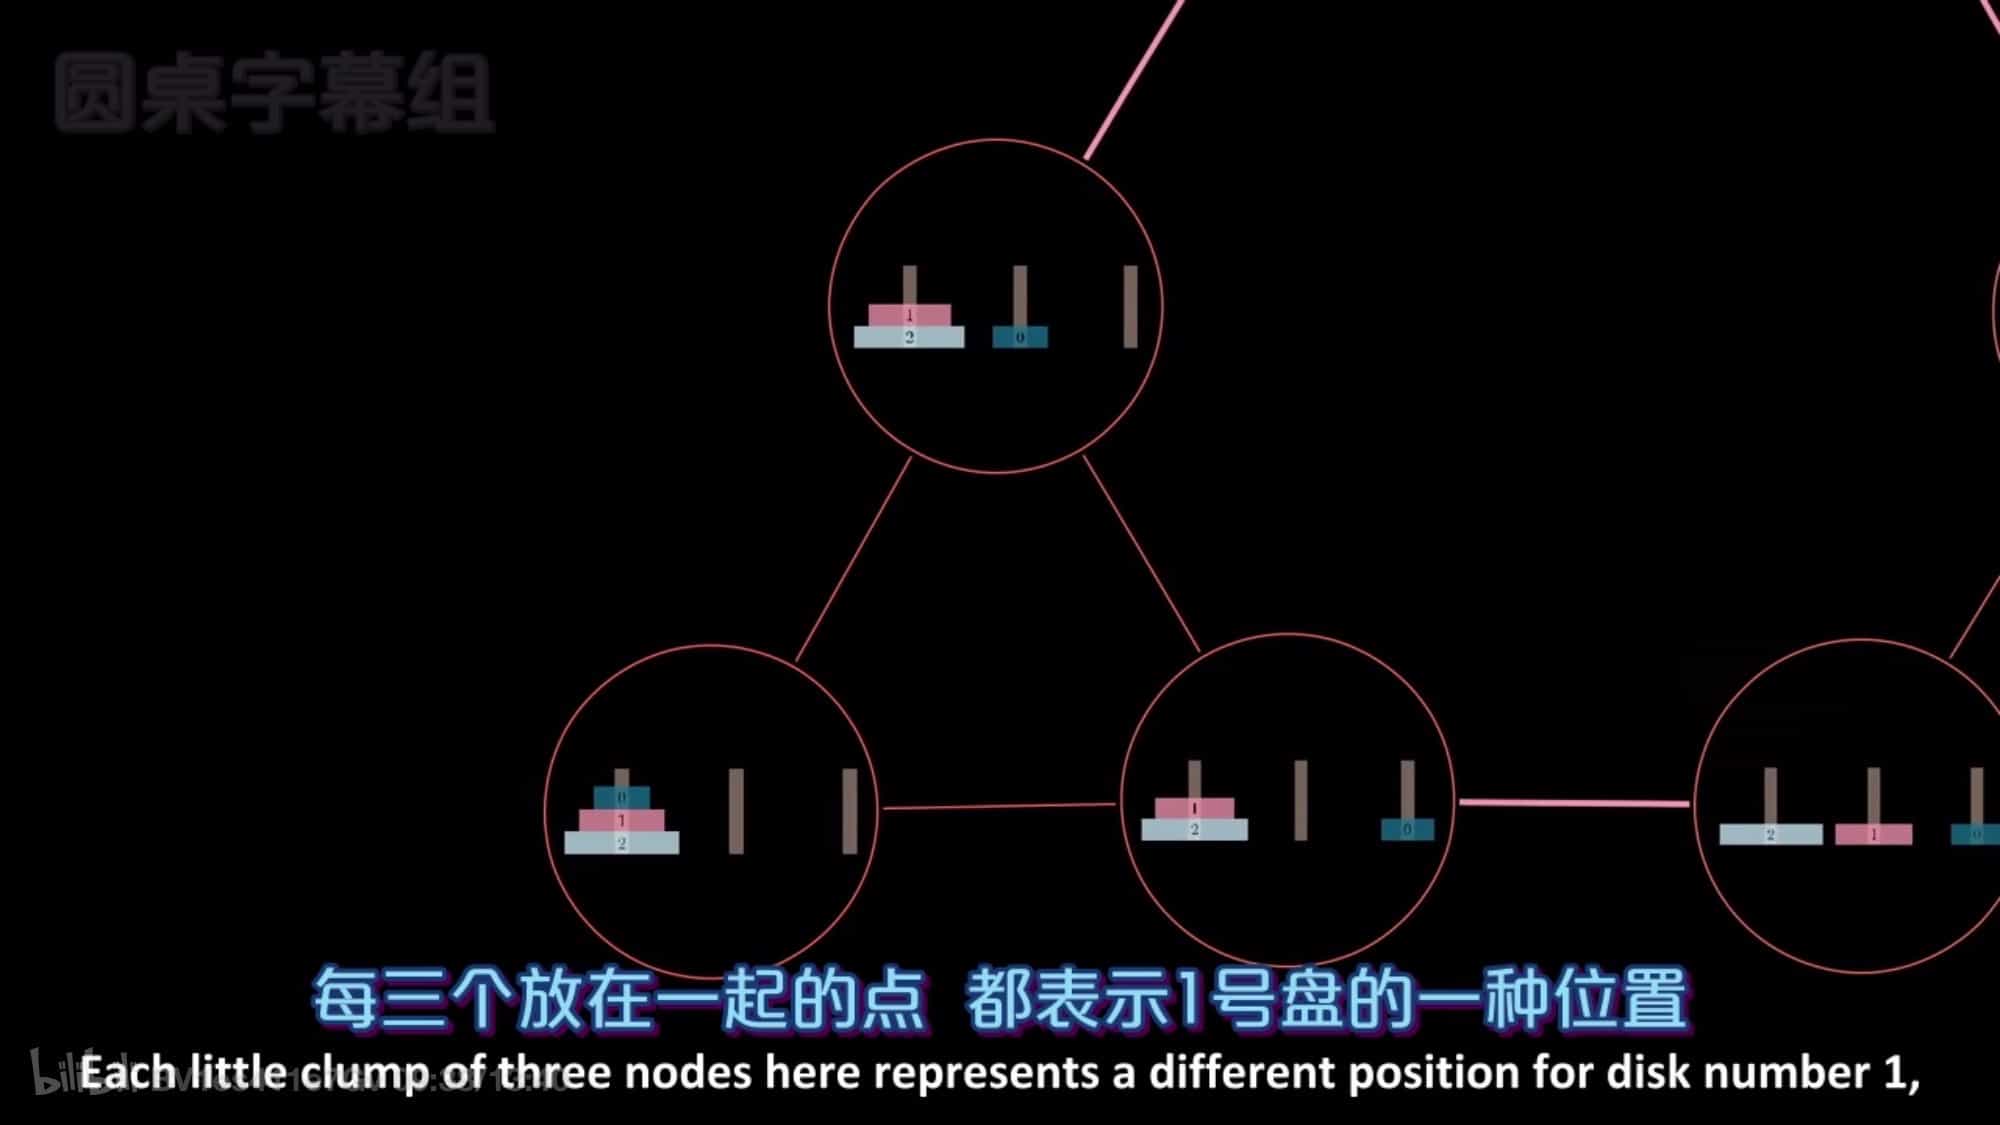 圆桌字幕组
1
2 0
0
1
2
1
2 0
2 1 0
每三个放在一起的点 都表示1号盘的一种位置
bilibili
Each little clump of three nodes here represents a different position for disk number 1,